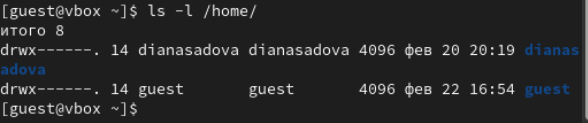 [guest@vbox ~]$ ls -l /home/
итого 8
drwx------. 14 dianasadova dianasadova 4096 фев 20 20:19 dianas
adova
drwx------. 14 guest       guest       4096 фев 22 16:54 guest
[guest@vbox ~]$